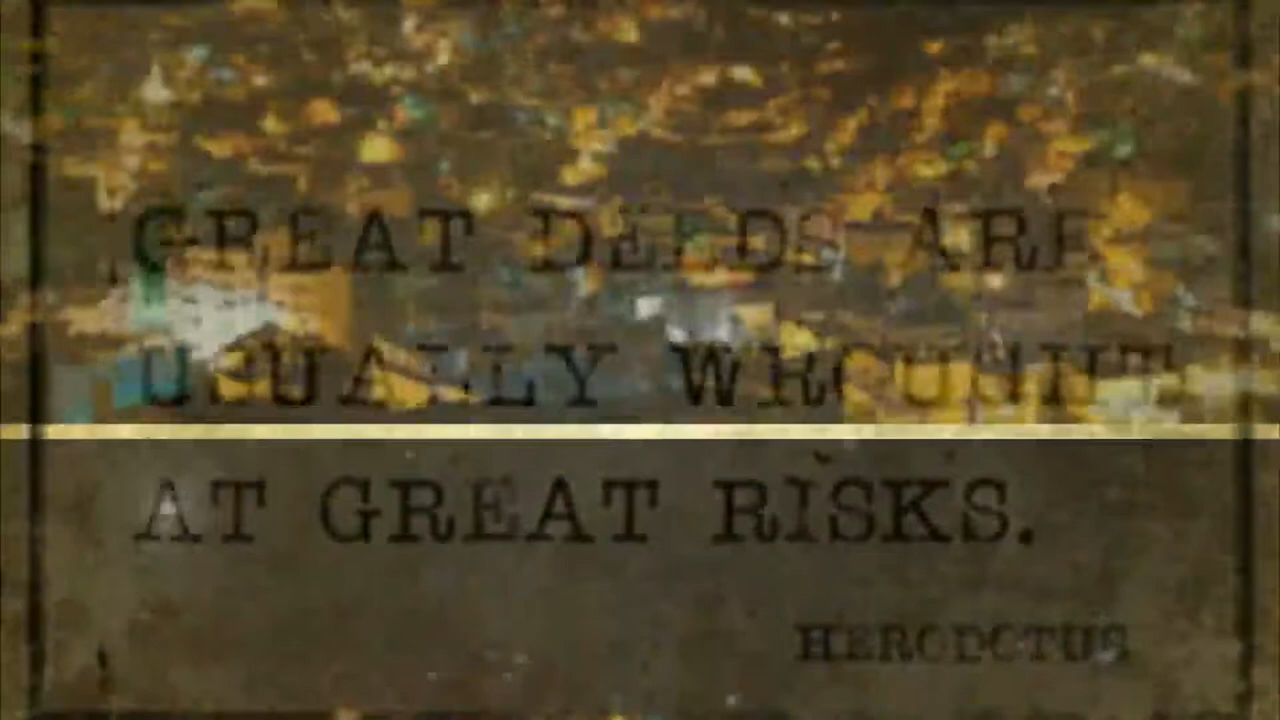 GREAT DEEDS ARE
USUALLY WROUGHT
AT GREAT RISKS.
HERODOTUS